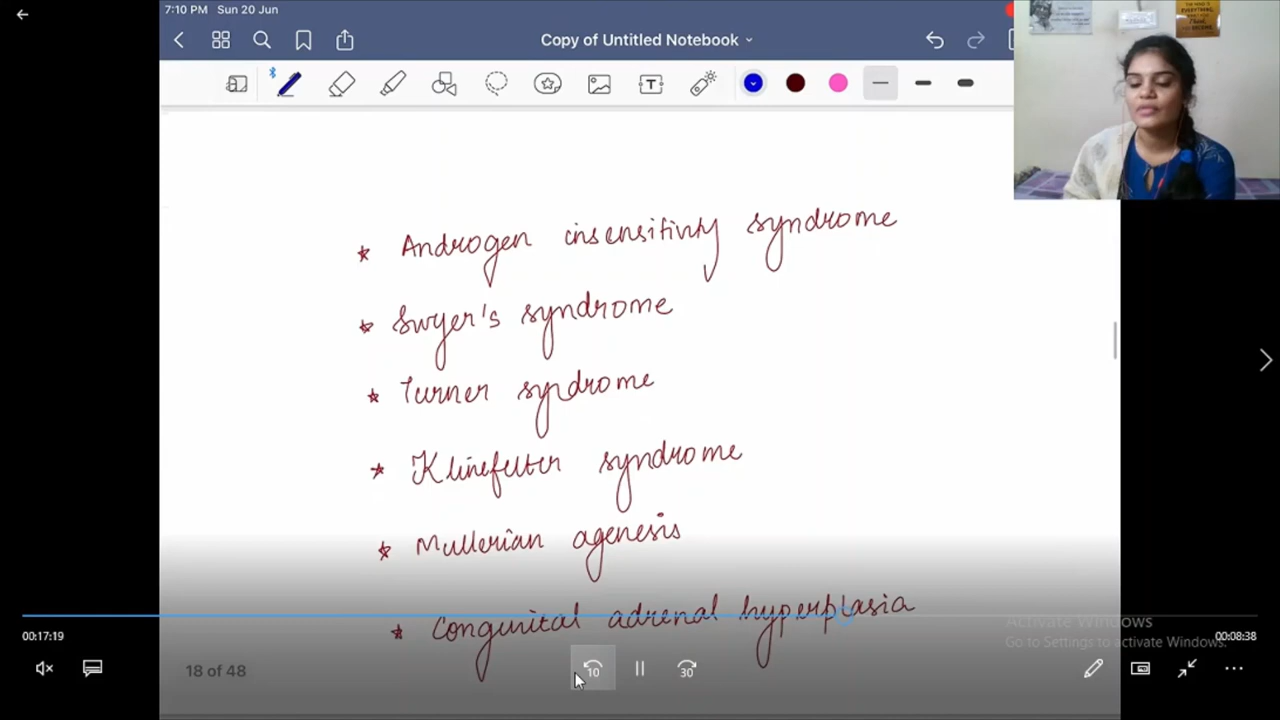 7:10 PM Sun 20 Jun
Copy of Untitled Notebook
* Androgen insensitivity syndrome
* Swyer's syndrome
* Turner syndrome
* Klinefelter syndrome
* Mullerian agenesis
* Congenital adrenal hyperplasia
Activate Windows
Go to Settings to activate Windows.
00:17:19
00:08:38
18 of 48
10
30